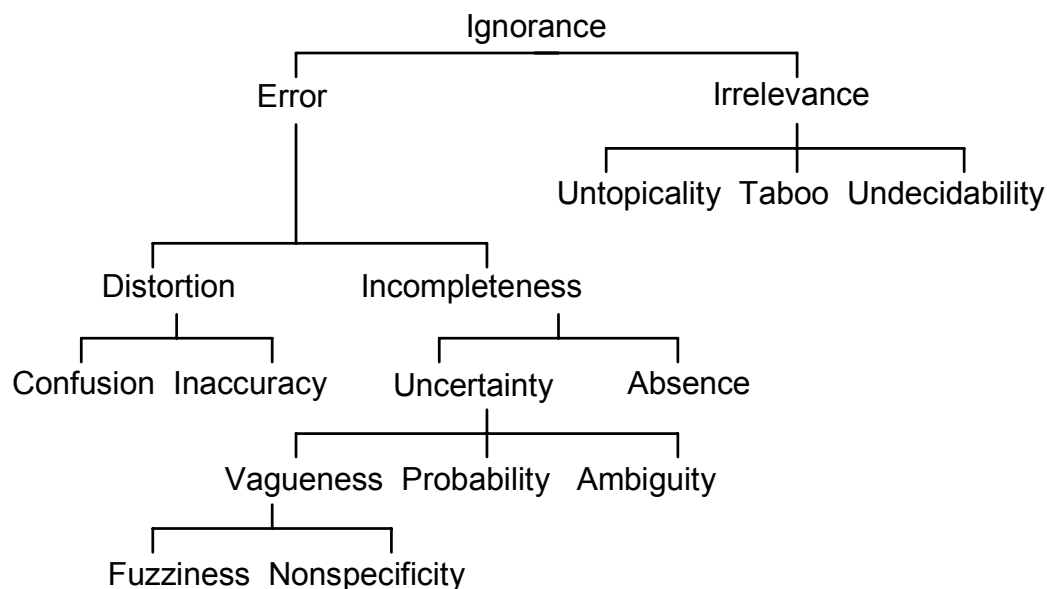 Ignorance
Error Irrelevance
Untopicality Taboo Undecidability
Distortion Incompleteness
Confusion Inaccuracy Uncertainty Absence
Vagueness Probability Ambiguity
Fuzziness Nonspecificity